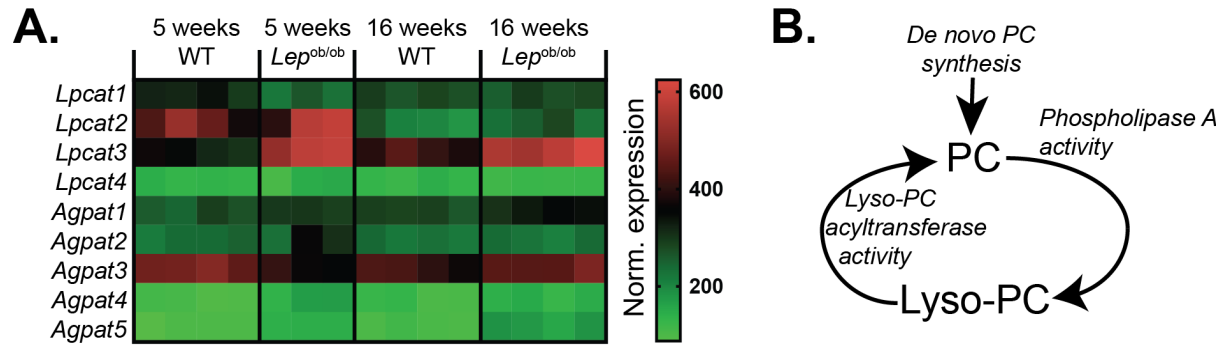 A.
5 weeks 5 weeks 16 weeks 16 weeks
WT Lepob/ob WT Lepob/ob
Lpcat1
Lpcat2
Lpcat3
Lpcat4
Agpat1
Agpat2
Agpat3
Agpat4
Agpat5
600
400
200
Norm. expression
B.
De novo PC
synthesis
Phospholipase A
activity
PC
Lyso-PC
acyltransferase
activity
Lyso-PC